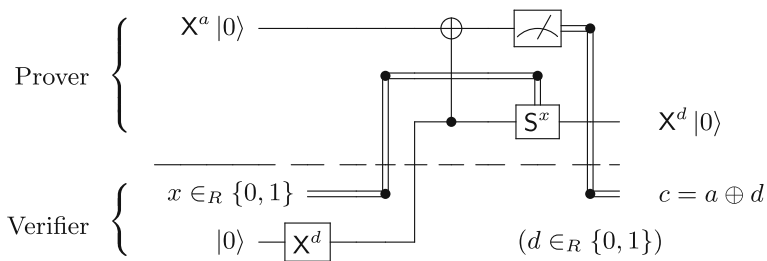 X^a |0⟩
Prover
S^x
X^d |0⟩
x ∈_R {0, 1}
c = a ⊕ d
Verifier
|0⟩
X^d
(d ∈_R {0, 1})